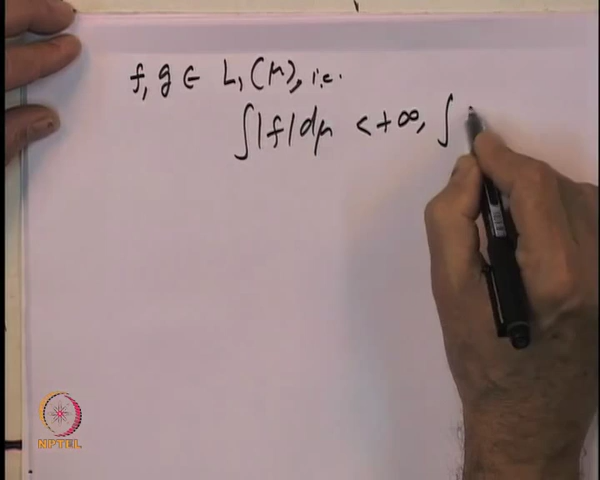 f, g ∈ L₁(μ), i.e.
∫|f|dμ < +∞, ∫
NPTEL